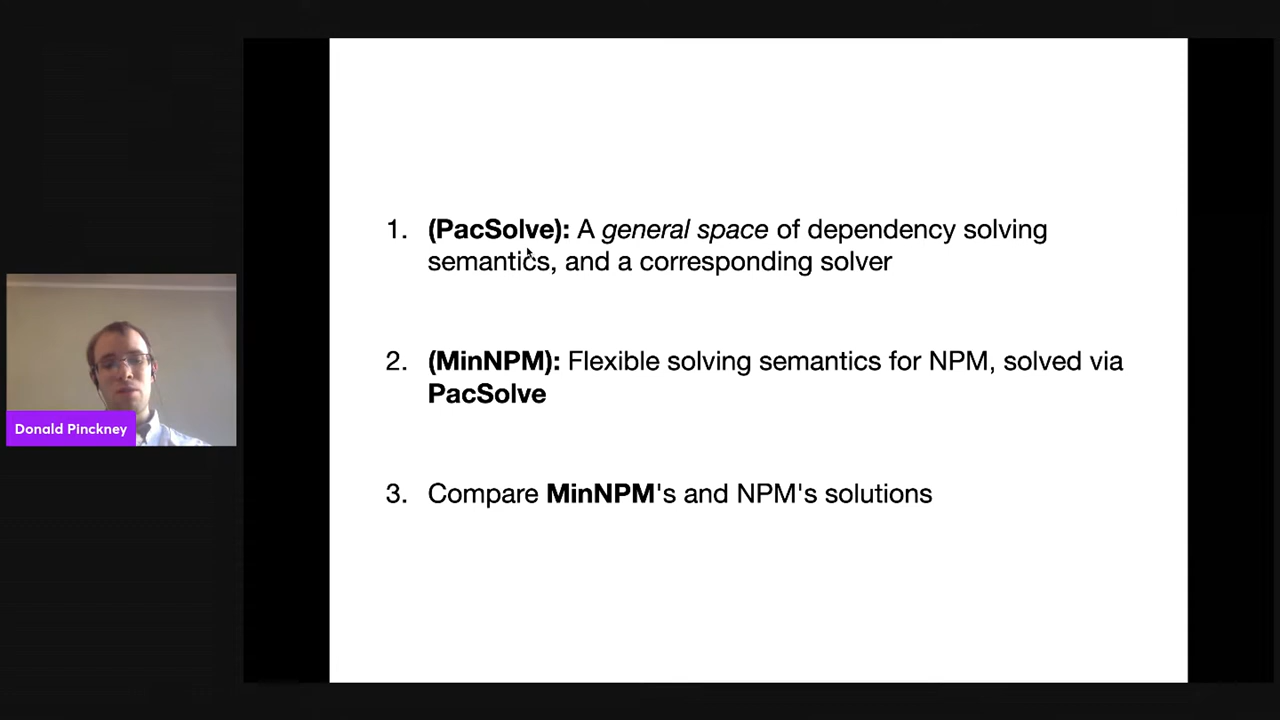 1. (PacSolve): A general space of dependency solving
semantics, and a corresponding solver
2. (MinNPM): Flexible solving semantics for NPM, solved via
PacSolve
3. Compare MinNPM's and NPM's solutions
Donald Pinckney